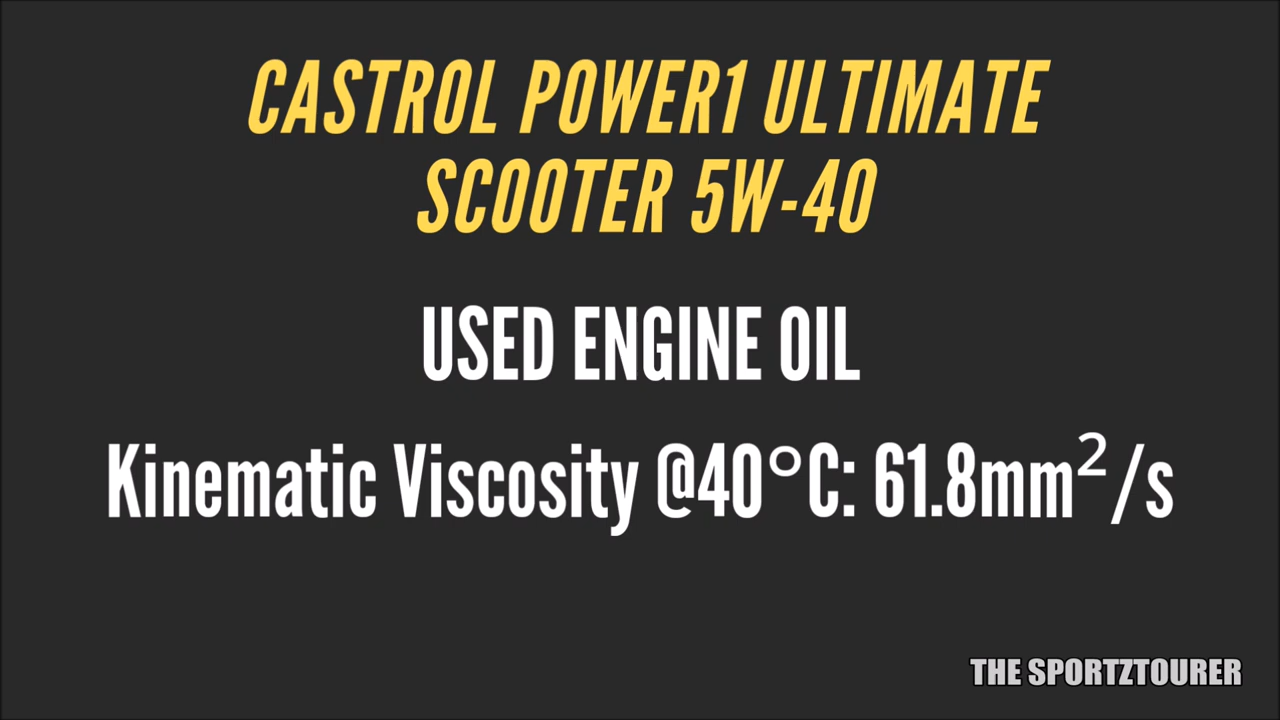 CASTROL POWER1 ULTIMATE
SCOOTER 5W-40
USED ENGINE OIL
Kinematic Viscosity @40°C: 61.8mm²/s
THE SPORTZTOURER